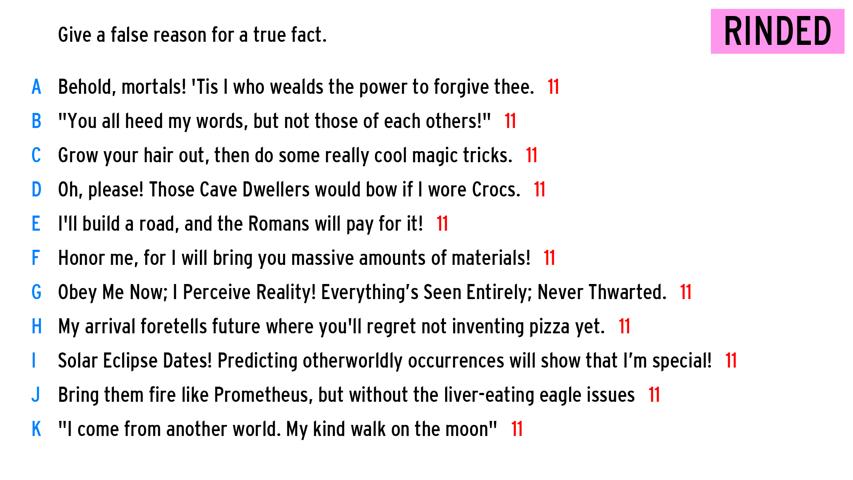 Give a false reason for a true fact.
RINDED
A Behold, mortals! 'Tis I who wealds the power to forgive thee. 11
B "You all heed my words, but not those of each others!" 11
C Grow your hair out, then do some really cool magic tricks. 11
D Oh, please! Those Cave Dwellers would bow if I wore Crocs. 11
E I'll build a road, and the Romans will pay for it! 11
F Honor me, for I will bring you massive amounts of materials! 11
G Obey Me Now; I Perceive Reality! Everything’s Seen Entirely; Never Thwarted. 11
H My arrival foretells future where you'll regret not inventing pizza yet. 11
I Solar Eclipse Dates! Predicting otherworldly occurrences will show that I’m special! 11
J Bring them fire like Prometheus, but without the liver-eating eagle issues 11
K "I come from another world. My kind walk on the moon" 11